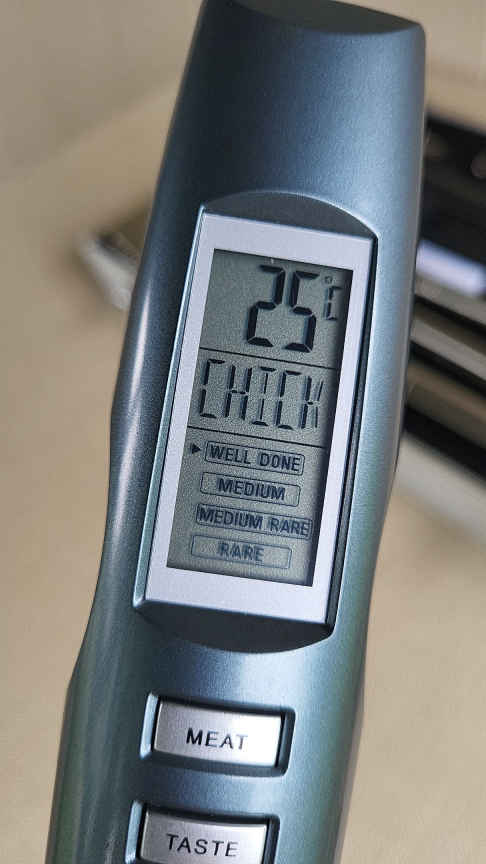 25°C
CHICK
WELL DONE
MEDIUM
MEDIUM RARE
RARE
MEAT
TASTE